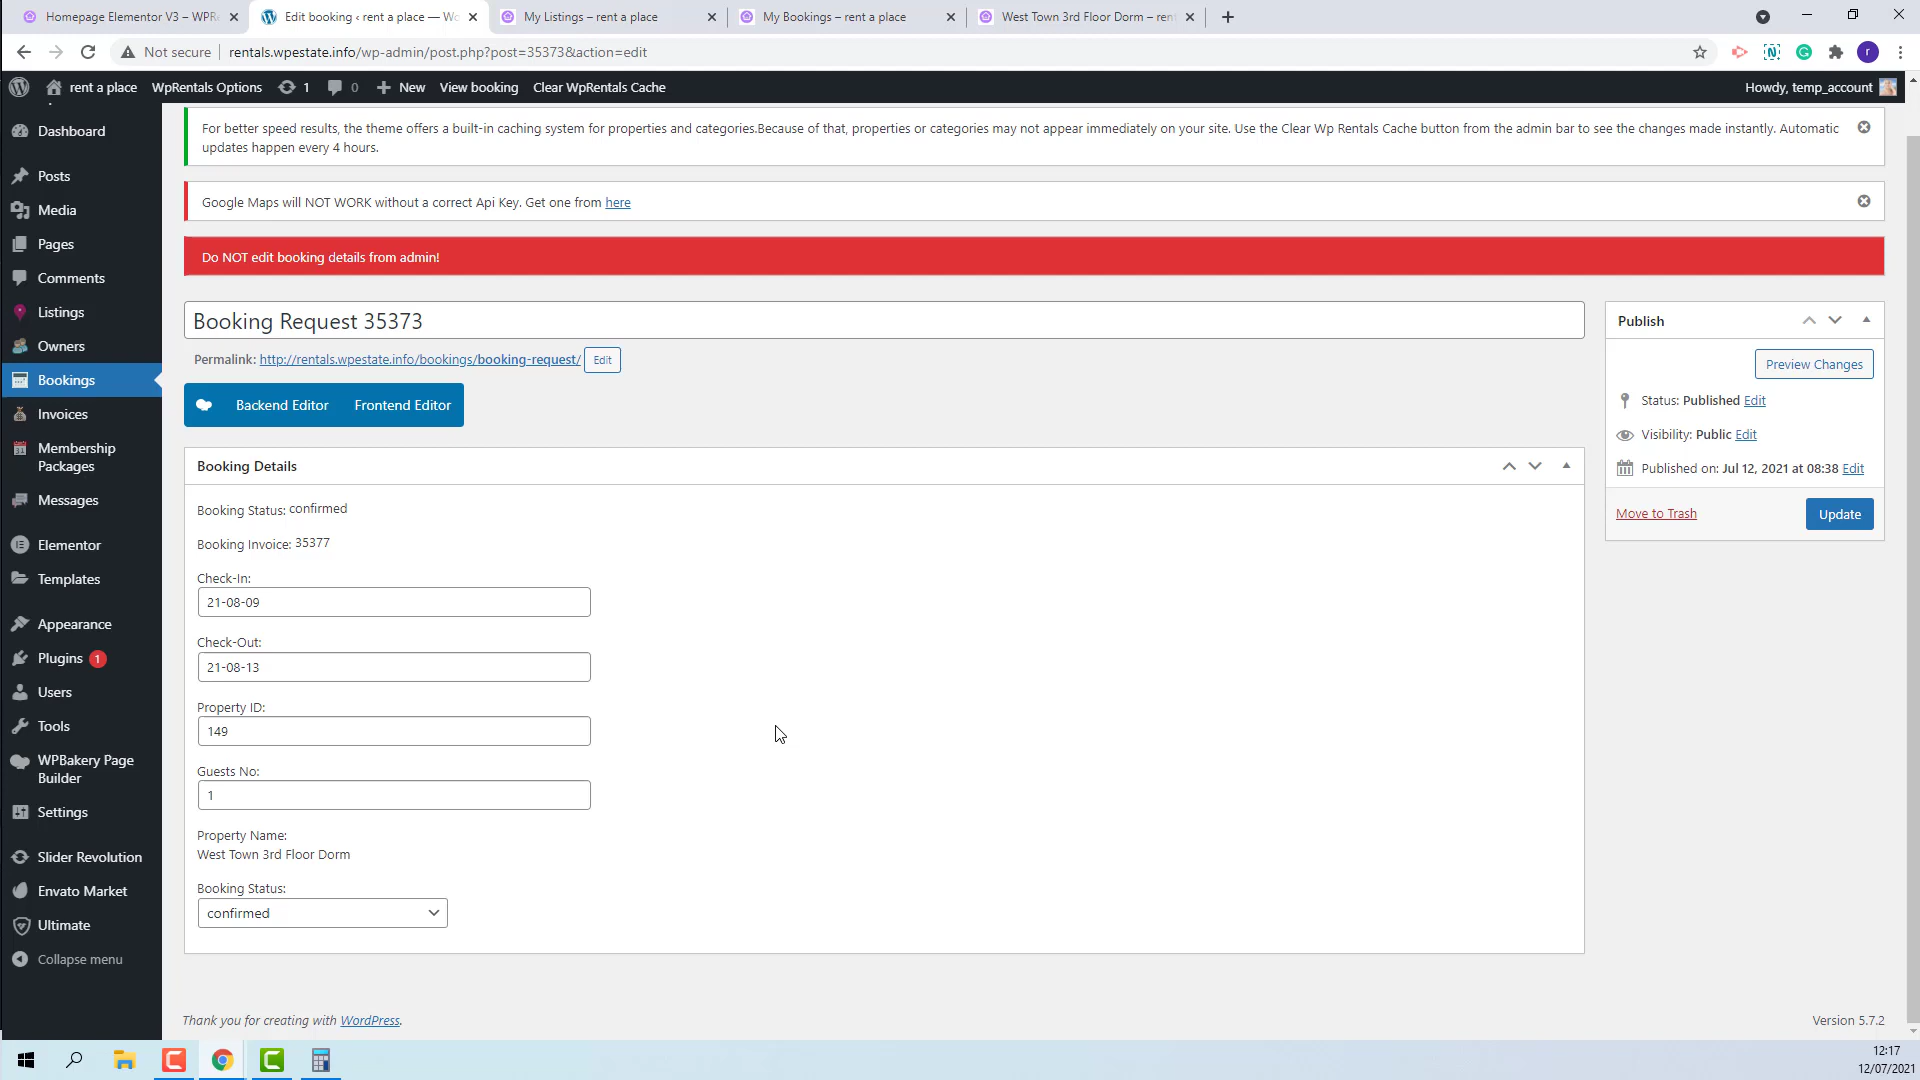 Homepage Elementor V3 – WPR
Edit booking ‹ rent a place — Wo
My Listings – rent a place
My Bookings – rent a place
West Town 3rd Floor Dorm – rent
Not secure
rentals.wpestate.info/wp-admin/post.php?post=35373&action=edit
r
rent a place
WpRentals Options
1
0
New
View booking
Clear WpRentals Cache
Howdy, temp_account
Dashboard
Posts
Media
Pages
Comments
Listings
Owners
Bookings
Invoices
Membership
Packages
Messages
Elementor
Templates
Appearance
Plugins 1
Users
Tools
WPBakery Page
Builder
Settings
Slider Revolution
Envato Market
Ultimate
Collapse menu
For better speed results, the theme offers a built-in caching system for properties and categories.Because of that, properties or categories may not appear immediately on your site. Use the Clear Wp Rentals Cache button from the admin bar to see the changes made instantly. Automatic
updates happen every 4 hours.
Google Maps will NOT WORK without a correct Api Key. Get one from here
Do NOT edit booking details from admin!
Booking Request 35373
Permalink: http://rentals.wpestate.info/bookings/booking-request/ Edit
Backend Editor
Frontend Editor
Booking Details
Booking Status: confirmed
Booking Invoice: 35377
Check-In:
21-08-09
Check-Out:
21-08-13
Property ID:
149
Guests No:
1
Property Name:
West Town 3rd Floor Dorm
Booking Status:
confirmed
Publish
Preview Changes
Status: Published Edit
Visibility: Public Edit
Published on: Jul 12, 2021 at 08:38 Edit
Move to Trash
Update
Thank you for creating with WordPress.
Version 5.7.2
12:17
12/07/2021